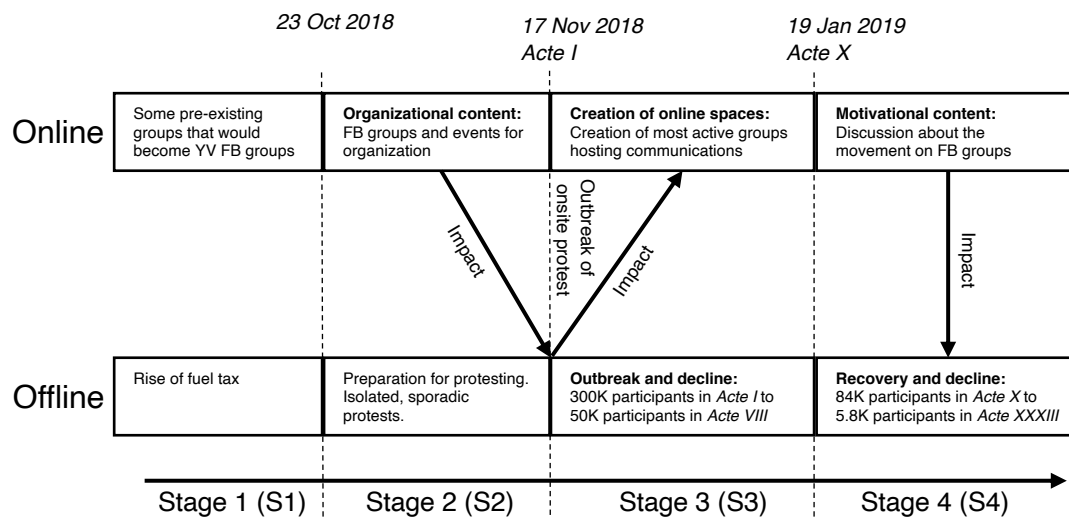 23 Oct 2018
17 Nov 2018
Acte I
19 Jan 2019
Acte X
Online
Some pre-existing
groups that would
become YV FB groups
Organizational content:
FB groups and events for
organization
Creation of online spaces:
Creation of most active groups
hosting communications
Motivational content:
Discussion about the
movement on FB groups
Impact
Outbreak of
onsite protest
Impact
Impact
Offline
Rise of fuel tax
Preparation for protesting.
Isolated, sporadic
protests.
Outbreak and decline:
300K participants in Acte I to
50K participants in Acte VIII
Recovery and decline:
84K participants in Acte X to
5.8K participants in Acte XXXIII
Stage 1 (S1)
Stage 2 (S2)
Stage 3 (S3)
Stage 4 (S4)